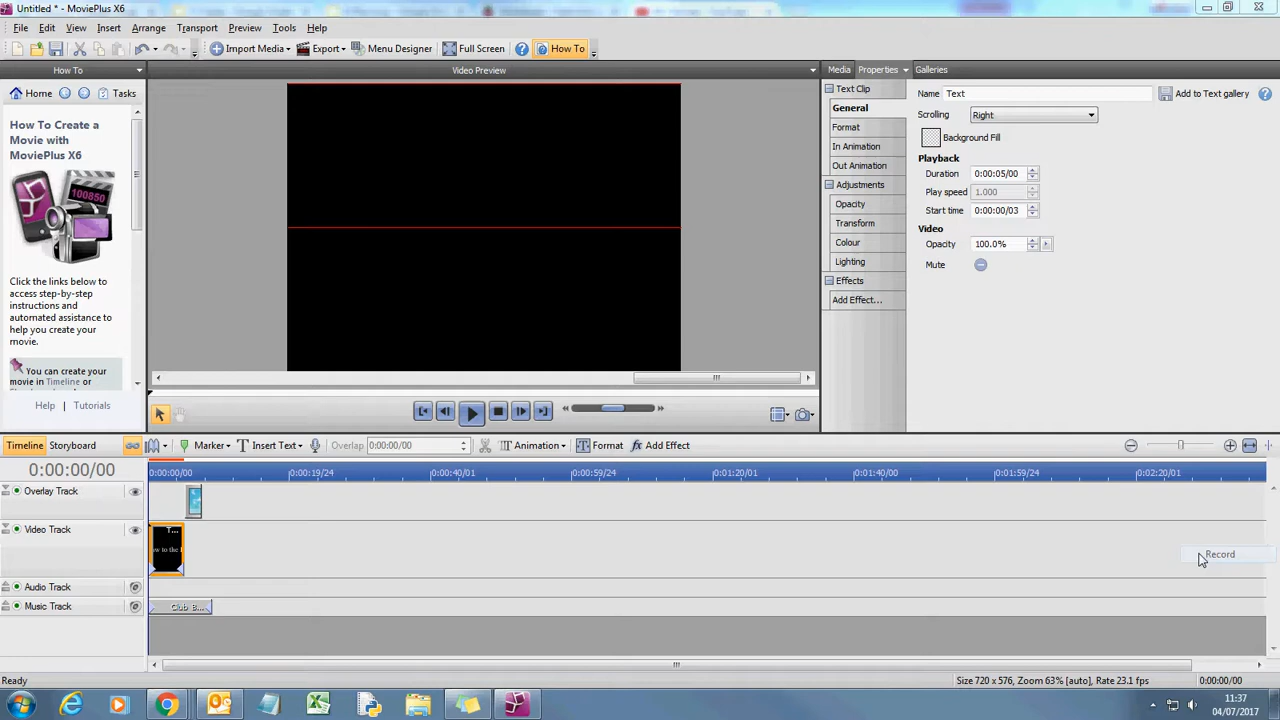 Untitled * - MoviePlus X6
File Edit View Insert Arrange Transport Preview Tools Help
Import Media Export Menu Designer Full Screen How To
How To
Video Preview
Media Properties Galleries
Home Tasks
How To Create a
Movie with
MoviePlus X6
100850
Click the links below to
access step-by-step
instructions and
automated assistance to
help you create your
movie.
You can create your
movie in Timeline or
Help Tutorials
Text Clip
General
Format
In Animation
Out Animation
Adjustments
Opacity
Transform
Colour
Lighting
Effects
Add Effect...
Name Text Add to Text gallery
Scrolling Right
Background Fill
Playback
Duration 0:00:05/00
Play speed 1.000
Start time 0:00:00/03
Video
Opacity 100.0%
Mute
Timeline Storyboard Marker Insert Text Overlap 0:00:00/00 Animation Format Add Effect
0:00:00/00
0:00:00/00 0:00:19/24 0:00:40/01 0:00:59/24 0:01:20/01 0:01:40/00 0:01:59/24 0:02:20/01
Overlay Track
Video Track
T...
ow to the
Record
Audio Track
Music Track
Club B...
Ready
Size 720 x 576, Zoom 63% [auto], Rate 23.1 fps
0:00:00/00
11:37
04/07/2017